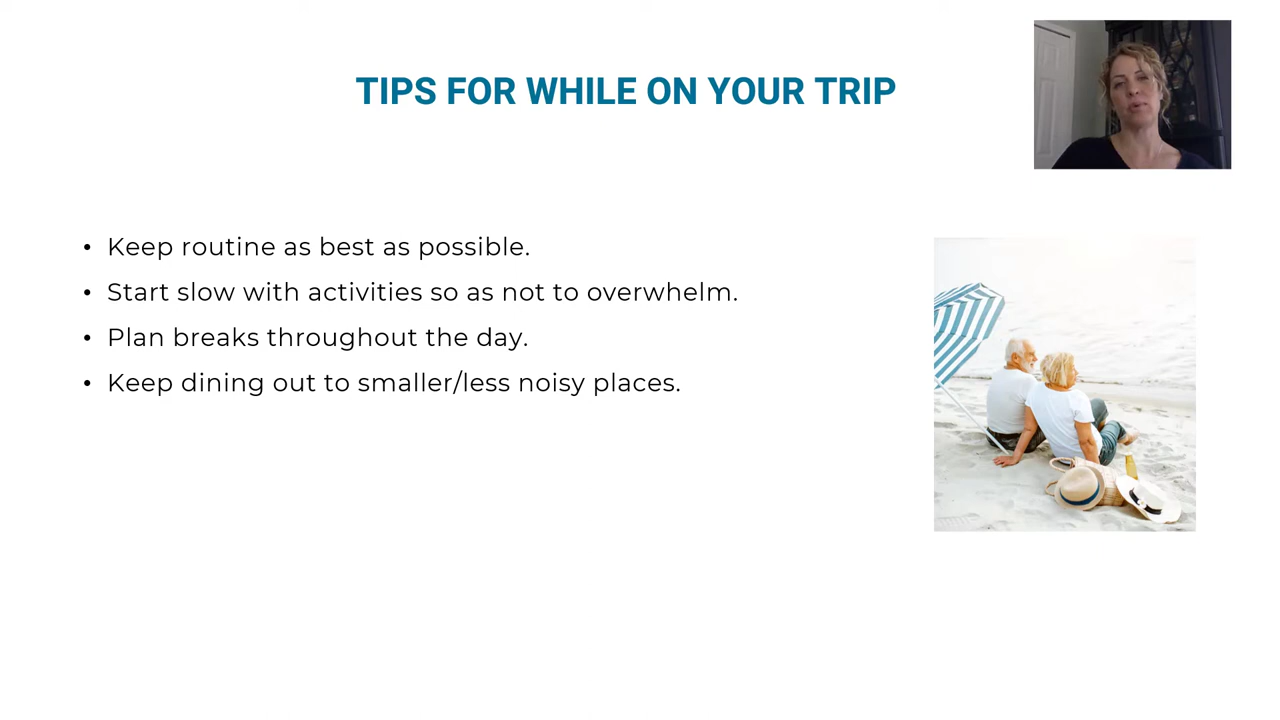 TIPS FOR WHILE ON YOUR TRIP
• Keep routine as best as possible.
• Start slow with activities so as not to overwhelm.
• Plan breaks throughout the day.
• Keep dining out to smaller/less noisy places.